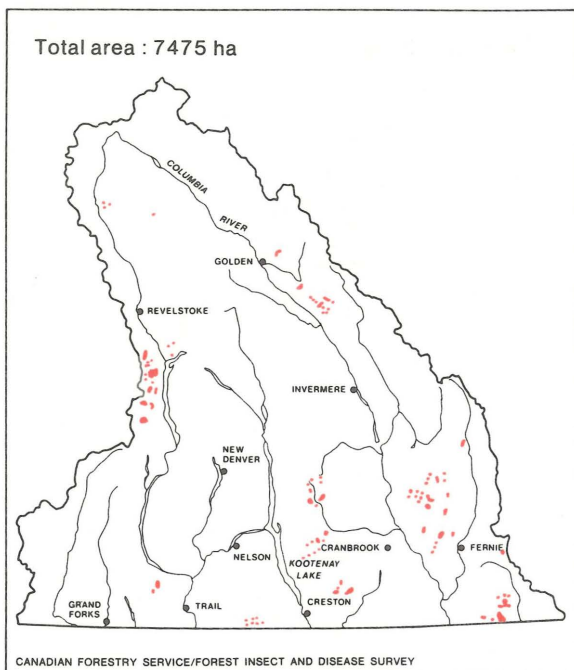 Total area : 7475 ha
COLUMBIA
RIVER
GOLDEN
REVELSTOKE
INVERMERE
NEW
DENVER
NELSON
CRANBROOK
FERNIE
KOOTENAY
LAKE
GRAND
FORKS
TRAIL
CRESTON
CANADIAN FORESTRY SERVICE/FOREST INSECT AND DISEASE SURVEY